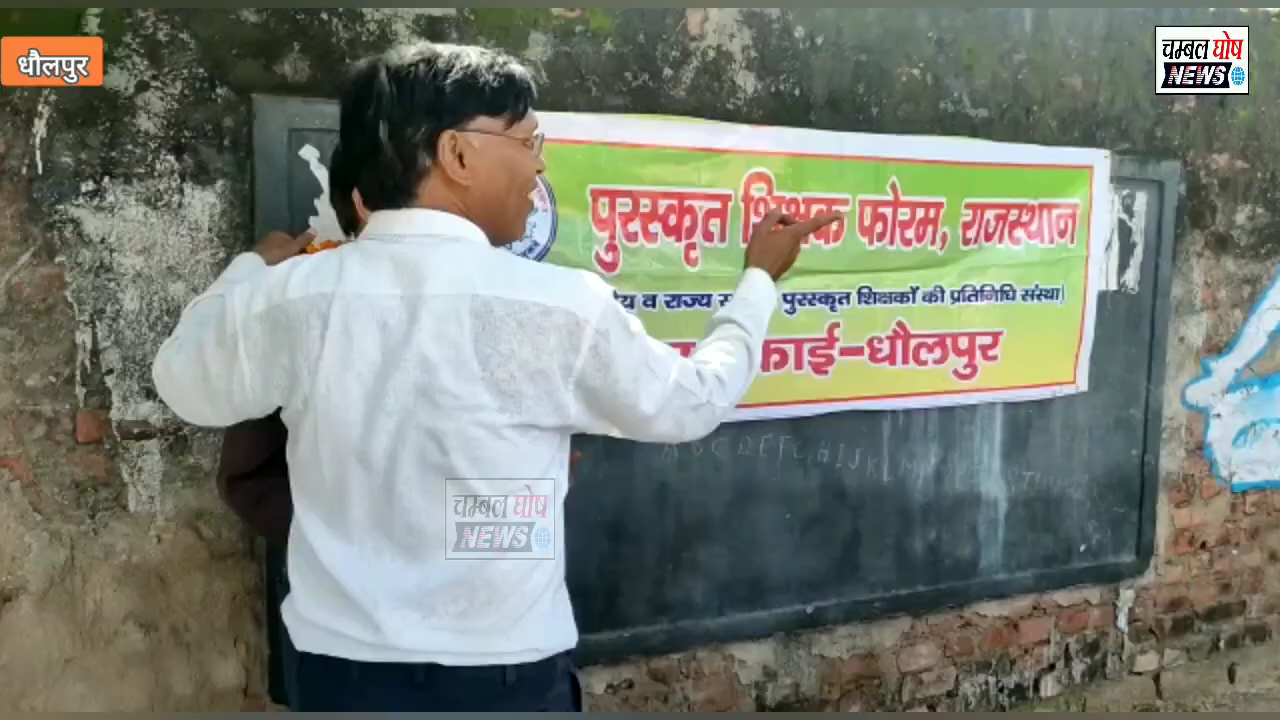 धौलपुर
चम्बल घोष
NEWS
पुरस्कृत शिक्षक फोरम, राजस्थान
व राज्य पुरस्कृत शिक्षकों की प्रतिनिधि संस्था
धौलपुर
चम्बल घोष
NEWS